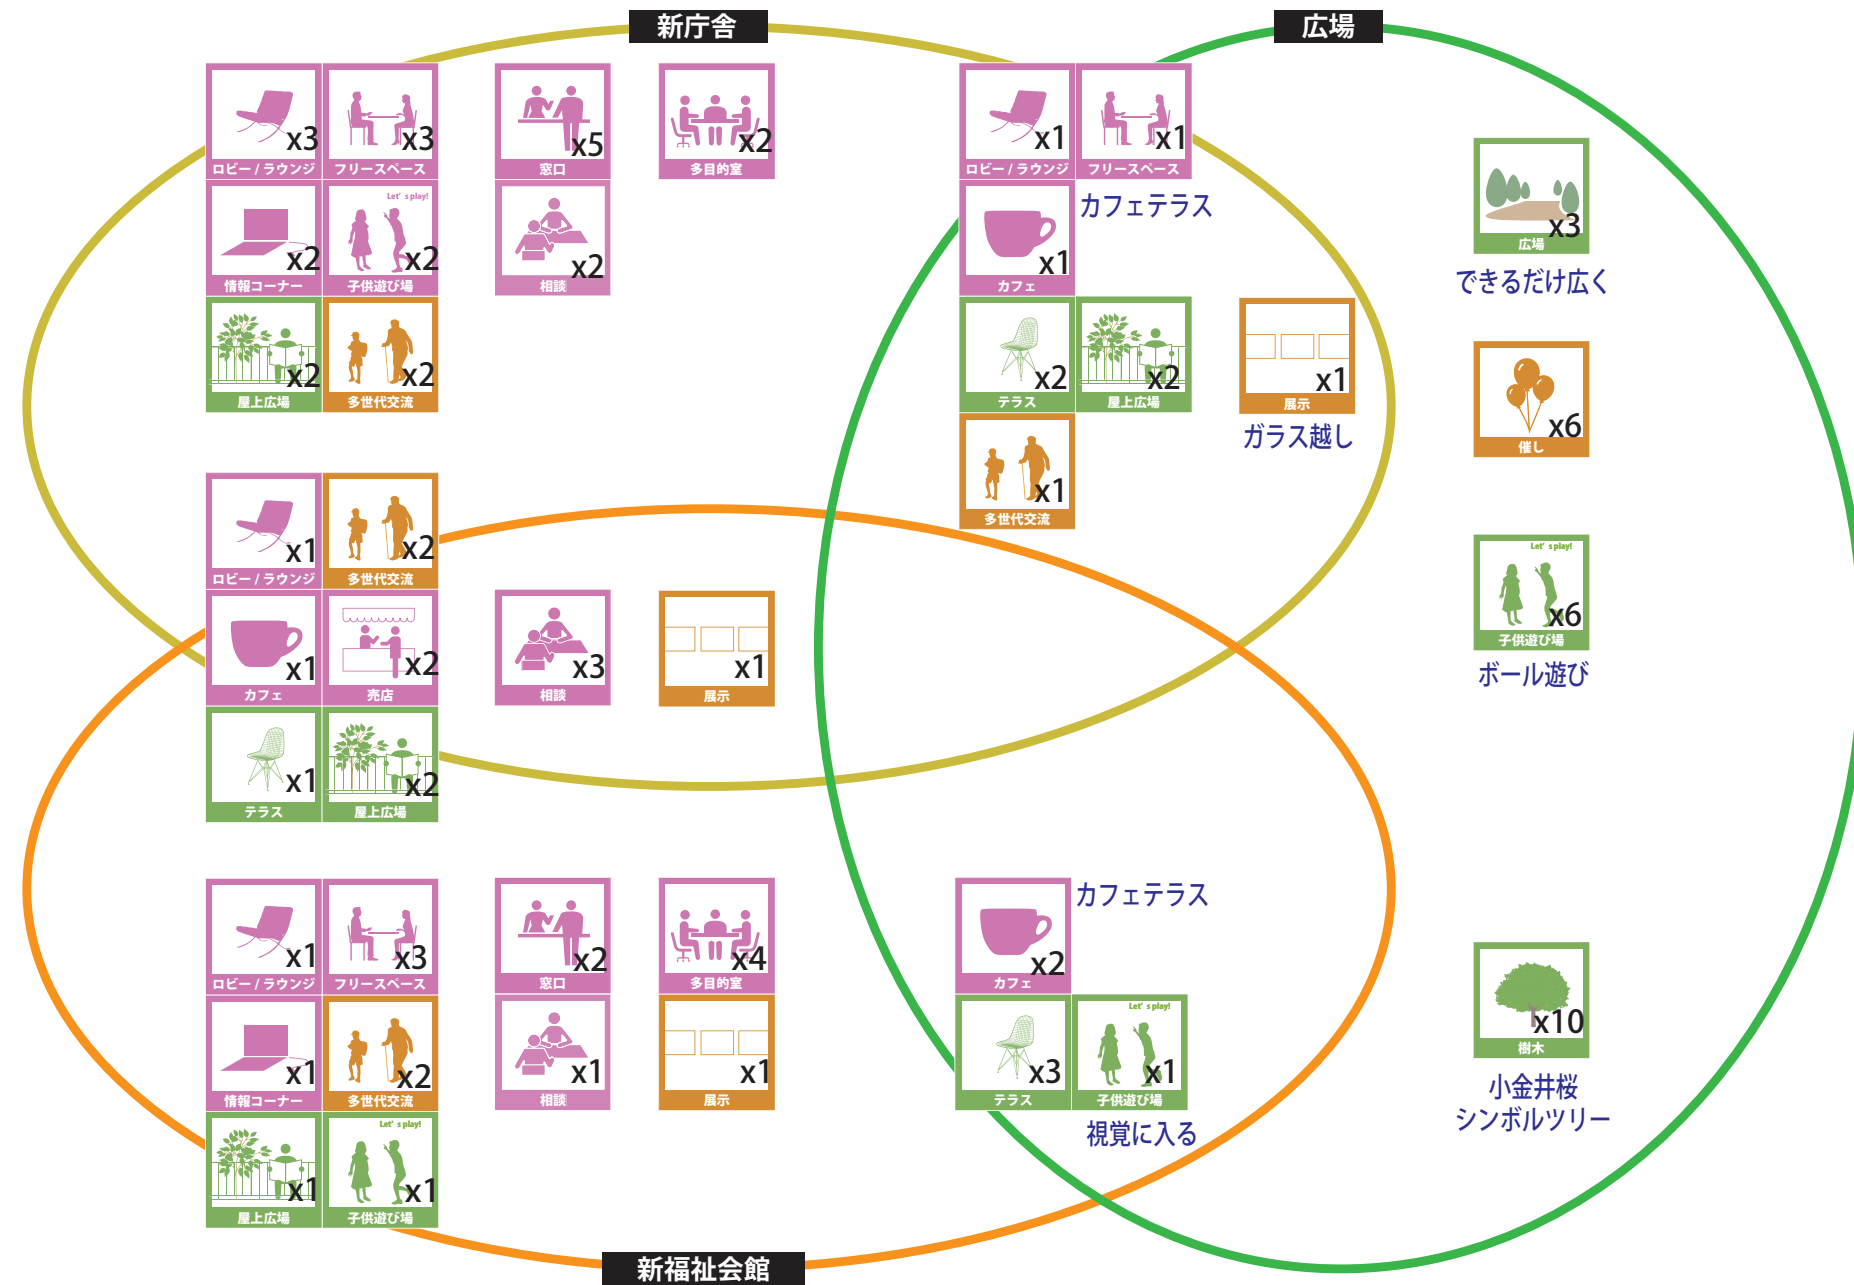 新庁舎
広場
x3
ロビー / ラウンジ
x3
フリースペース
x5
窓口
x2
多目的室
x2
情報コーナー
Let's play!
x2
子供遊び場
x2
相談
x2
屋上広場
x2
多世代交流
x1
ロビー / ラウンジ
x1
フリースペース
カフェテラス
x1
カフェ
x2
テラス
x2
屋上広場
x1
展示
ガラス越し
x1
多世代交流
x3
広場
できるだけ広く
x6
催し
Let's play!
x6
子供遊び場
ボール遊び
x10
樹木
小金井桜
シンボルツリー
x1
ロビー / ラウンジ
x2
多世代交流
x1
カフェ
x2
売店
x3
相談
x1
展示
x1
テラス
x2
屋上広場
x1
ロビー / ラウンジ
x3
フリースペース
x2
窓口
x4
多目的室
x1
情報コーナー
x2
多世代交流
x1
相談
x1
展示
x1
屋上広場
Let's play!
x1
子供遊び場
カフェテラス
x2
カフェ
x3
テラス
Let's play!
x1
子供遊び場
視覚に入る
新福祉会館